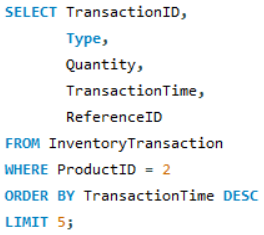 SELECT TransactionID,
Type,
Quantity,
TransactionTime,
ReferenceID
FROM InventoryTransaction
WHERE ProductID = 2
ORDER BY TransactionTime DESC
LIMIT 5;